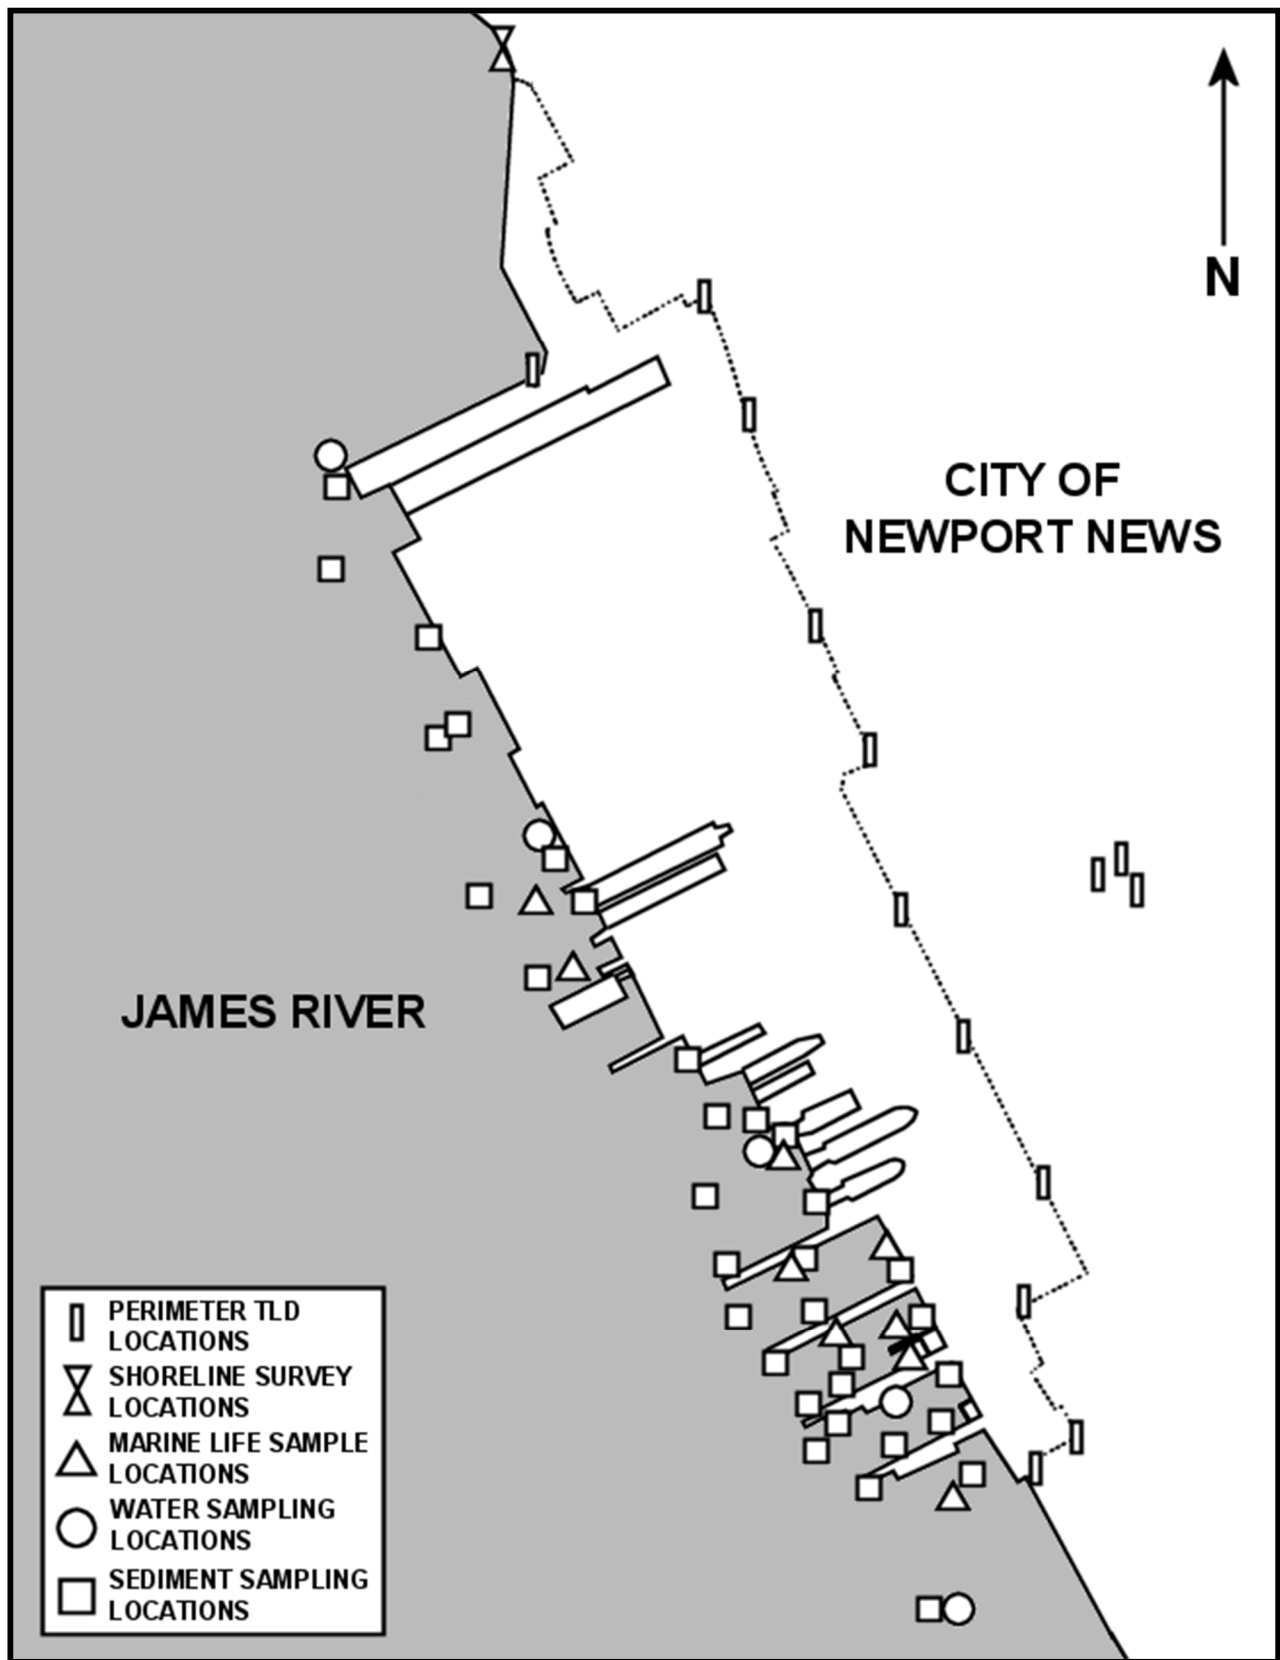 N
CITY OF
NEWPORT NEWS
JAMES RIVER
PERIMETER TLD
LOCATIONS
SHORELINE SURVEY
LOCATIONS
MARINE LIFE SAMPLE
LOCATIONS
WATER SAMPLING
LOCATIONS
SEDIMENT SAMPLING
LOCATIONS